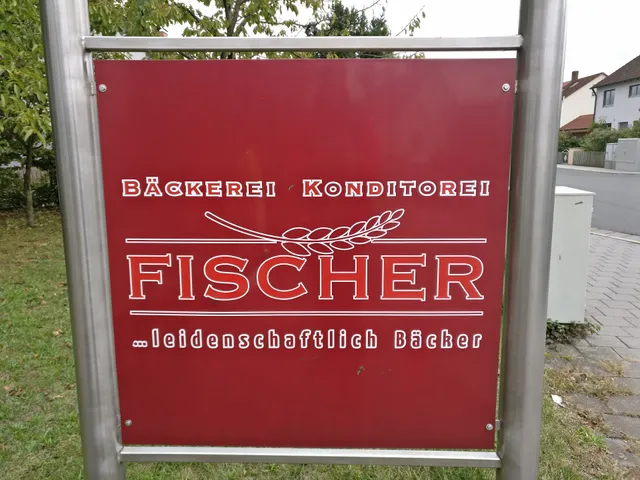 BÄCKEREI KONDITOREI
FISCHER
...leidenschaftlich Bäcker